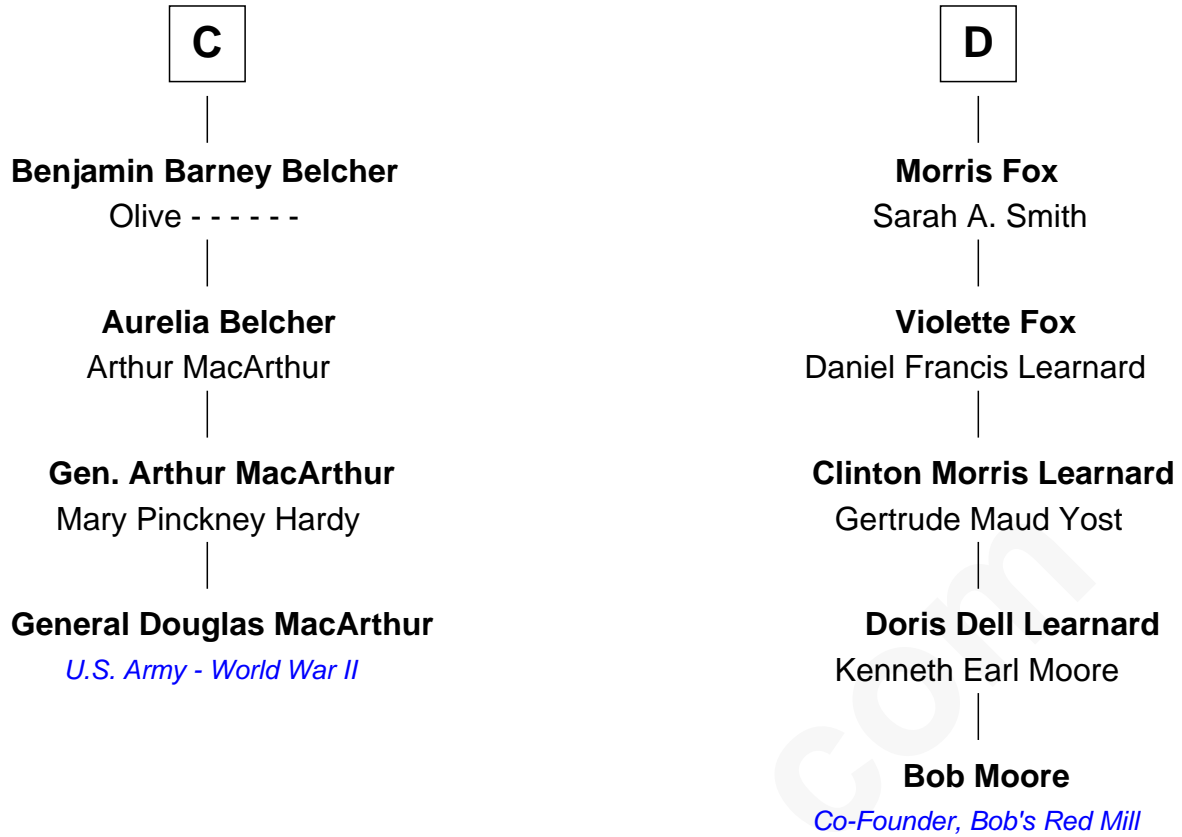 C
Benjamin Barney Belcher
Olive - - - - - -
Aurelia Belcher
Arthur MacArthur
Gen. Arthur MacArthur
Mary Pinckney Hardy
General Douglas MacArthur
U.S. Army - World War II
D
Morris Fox
Sarah A. Smith
Violette Fox
Daniel Francis Learnard
Clinton Morris Learnard
Gertrude Maud Yost
Doris Dell Learnard
Kenneth Earl Moore
Bob Moore
Co-Founder, Bob's Red Mill
com